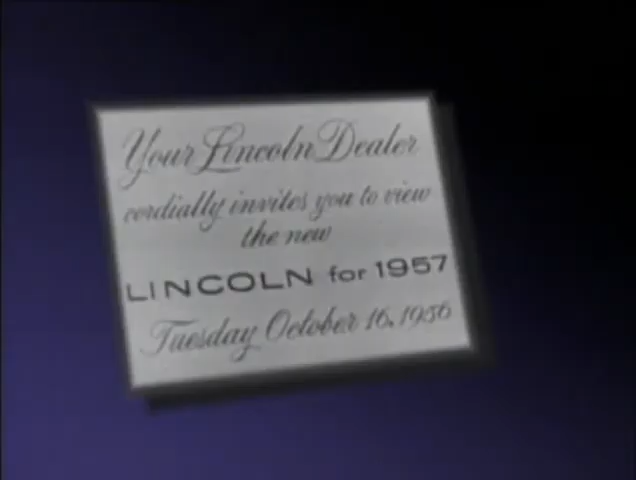 Your Lincoln Dealer
cordially invites you to view
the new
LINCOLN for 1957
Tuesday October 16, 1956